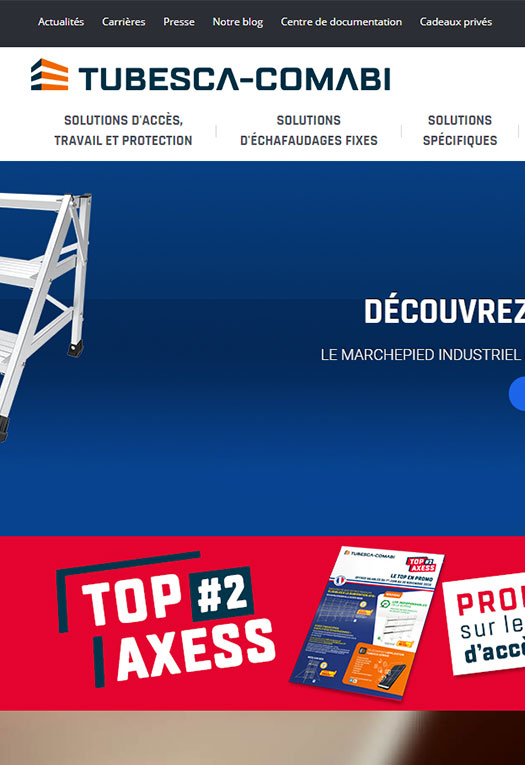 Actualités Carrières Presse Notre blog Centre de documentation Cadeaux privés
TUBESCA-COMABI
SOLUTIONS D'ACCÈS,
TRAVAIL ET PROTECTION
SOLUTIONS
D'ÉCHAFAUDAGES FIXES
SOLUTIONS
SPÉCIFIQUES
DÉCOUVREZ
LE MARCHEPIED INDUSTRIEL
TOP #2
AXESS
TUBESCA-COMABI
TOP #2
AXESS
LE TOP EN PROMO
PRO
sur le
d'accè